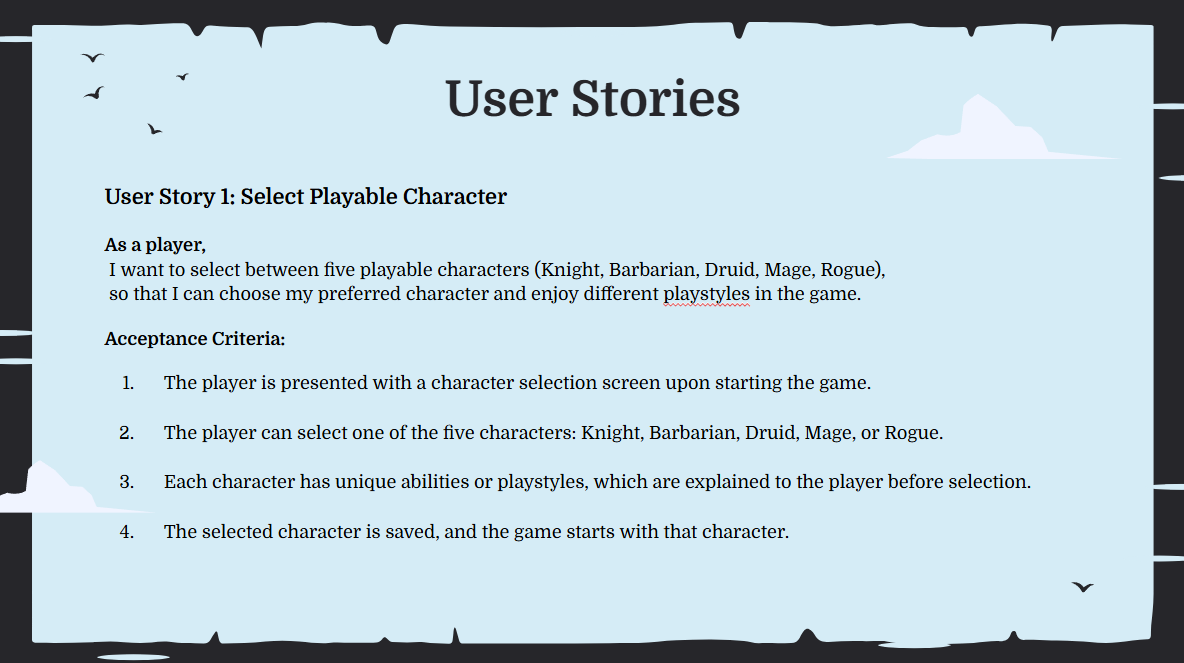 User Stories
User Story 1: Select Playable Character
As a player,
I want to select between five playable characters (Knight, Barbarian, Druid, Mage, Rogue),
so that I can choose my preferred character and enjoy different playstyles in the game.
Acceptance Criteria:
1. The player is presented with a character selection screen upon starting the game.
2. The player can select one of the five characters: Knight, Barbarian, Druid, Mage, or Rogue.
3. Each character has unique abilities or playstyles, which are explained to the player before selection.
4. The selected character is saved, and the game starts with that character.